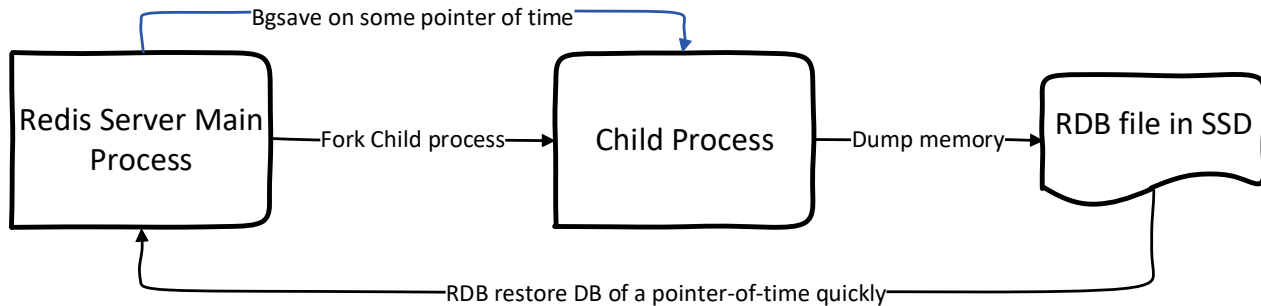 Bgsave on some pointer of time
Redis Server Main
Process
Fork Child process
Child Process
Dump memory
RDB file in SSD
RDB restore DB of a pointer-of-time quickly